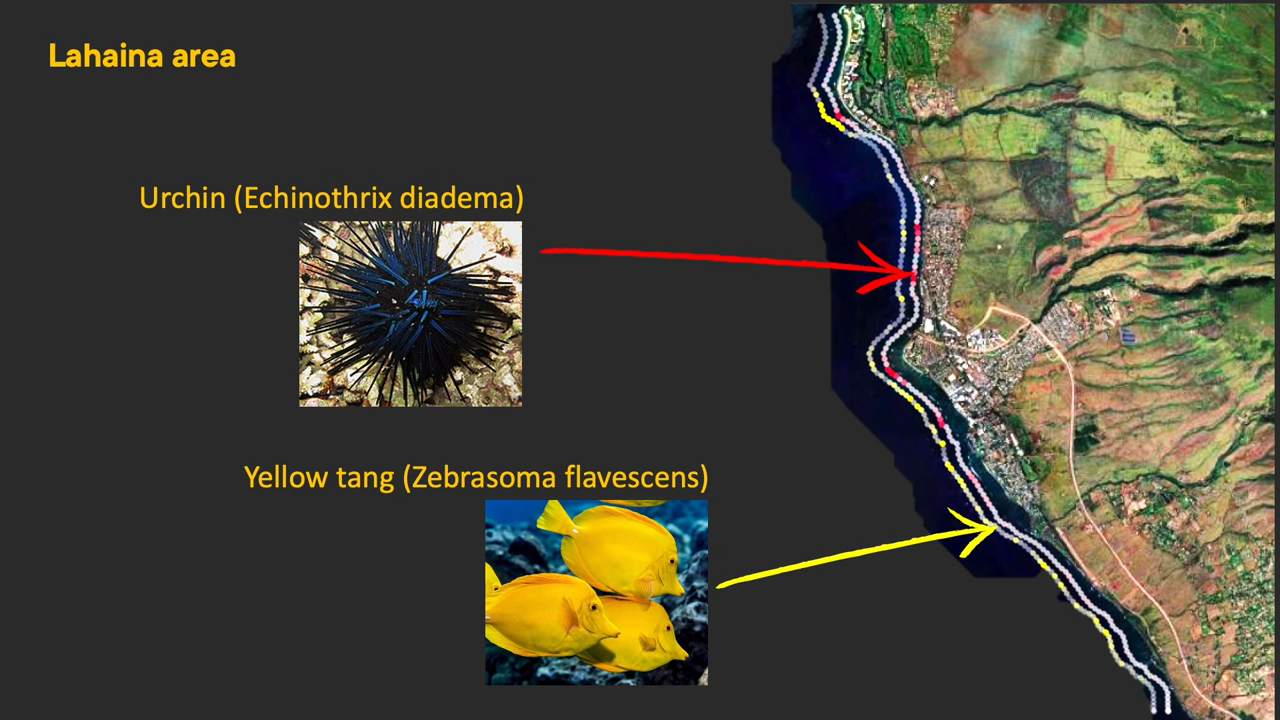 Lahaina area
Urchin (Echinothrix diadema)
Yellow tang (Zebrasoma flavescens)